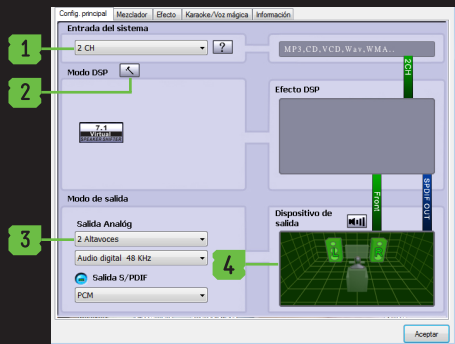 Config. principal Mezclador Efecto Karaoke/Voz mágica Información
Entrada del sistema
1
2 CH
?
MP3,CD,VCD,Wav,WMA..
2CH
2
Modo DSP
Efecto DSP
7.1
Virtual
SPEAKER SHIFTER
Front
SPDIF OUT
Modo de salida
Salida Analóg
Dispositivo de
salida
3
2 Altavoces
4
Audio digital 48 KHz
Salida S/PDIF
PCM
Aceptar